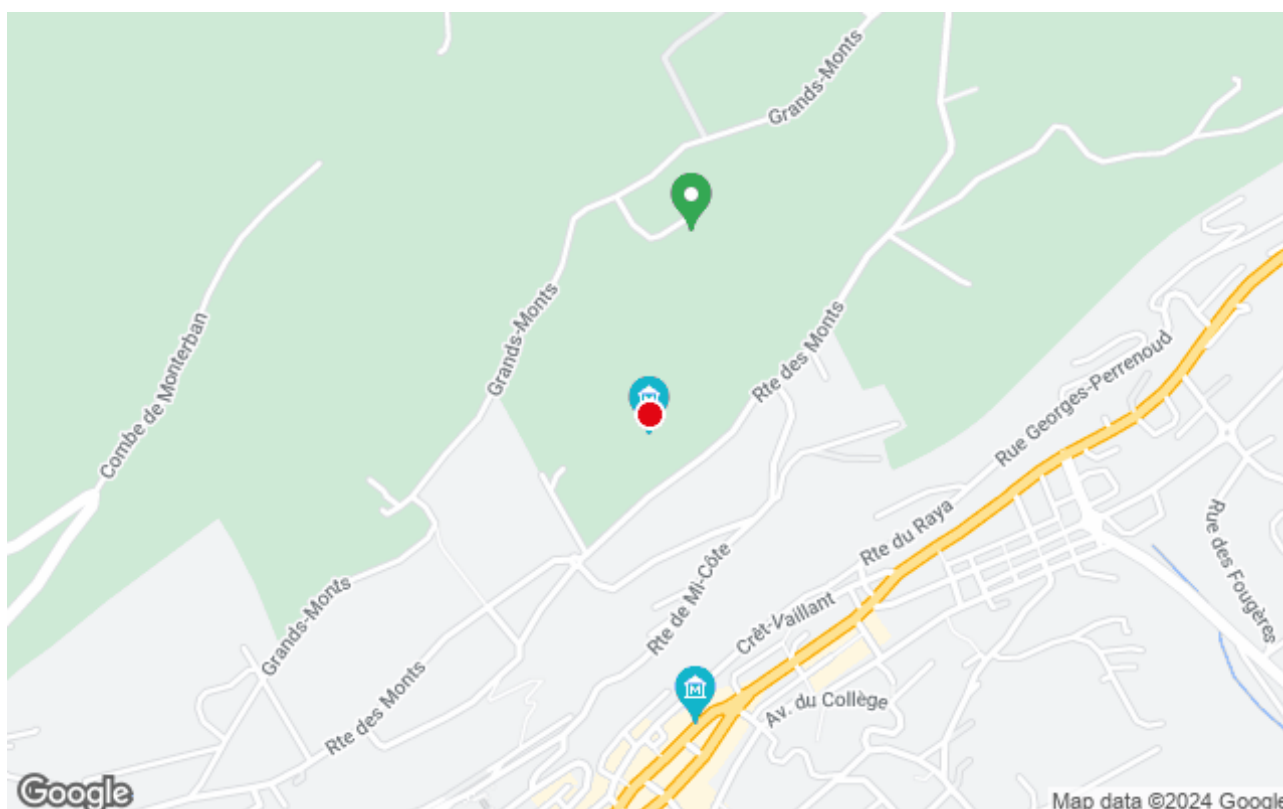 Grands-Monts
Grands-Monts
Combe de Monterban
Rte des Monts
Rue Georges-Perrenoud
Rue des Fougères
Rte du Raya
Rte de Mi-Côte
Crêt-Vaillant
Grands-Monts
Rte des Monts
Av. du Collège
M
M
Google
Map data ©2024 Google